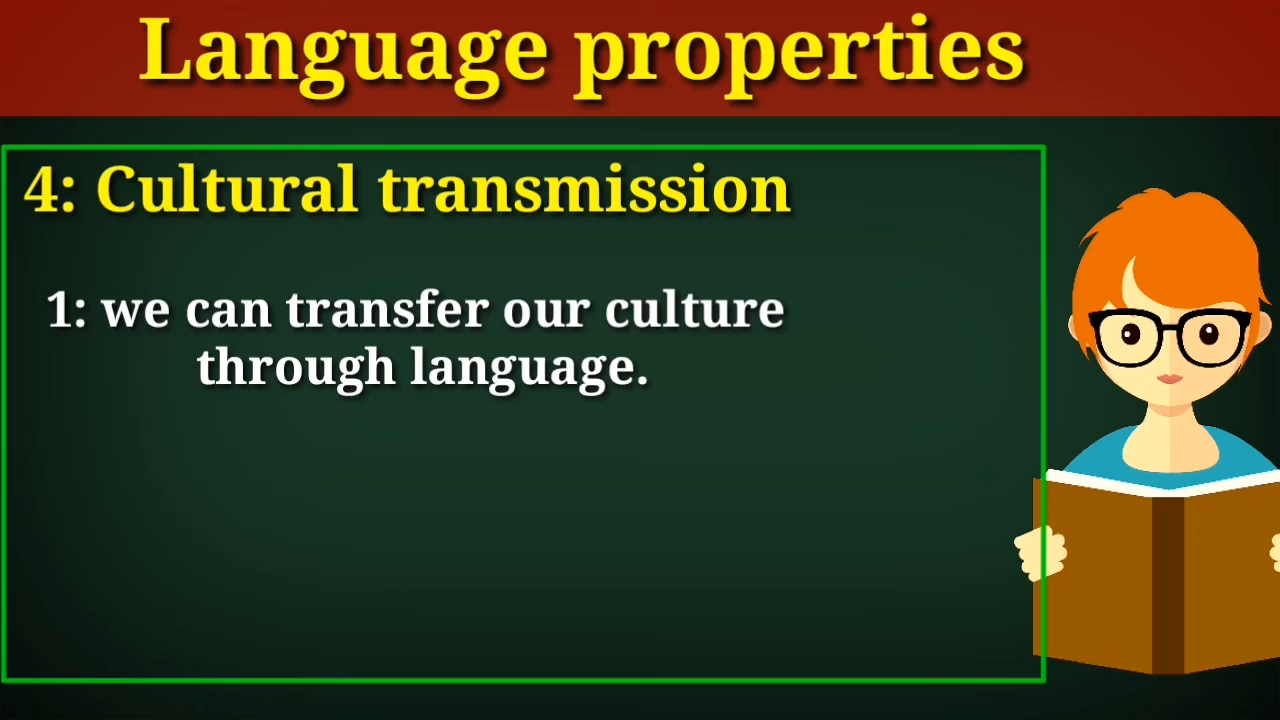 Language properties
4: Cultural transmission
1: we can transfer our culture
through language.